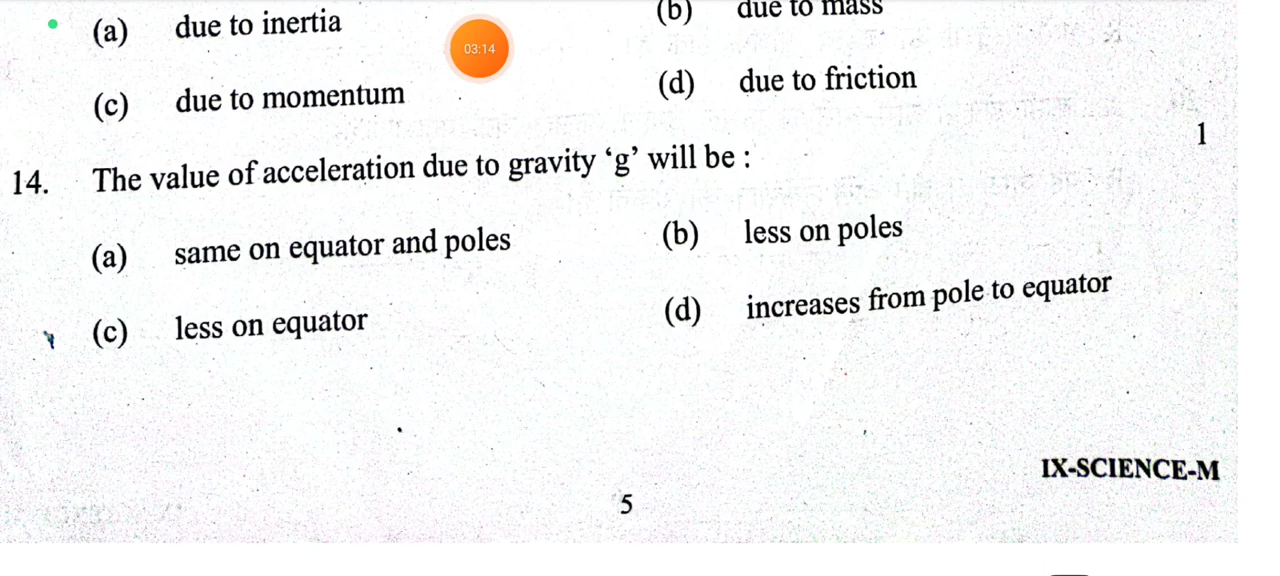 (a) due to inertia (b) due to mass
03:14
(c) due to momentum (d) due to friction
1
14. The value of acceleration due to gravity ‘g’ will be :
(a) same on equator and poles (b) less on poles
(c) less on equator (d) increases from pole to equator
IX-SCIENCE-M
5